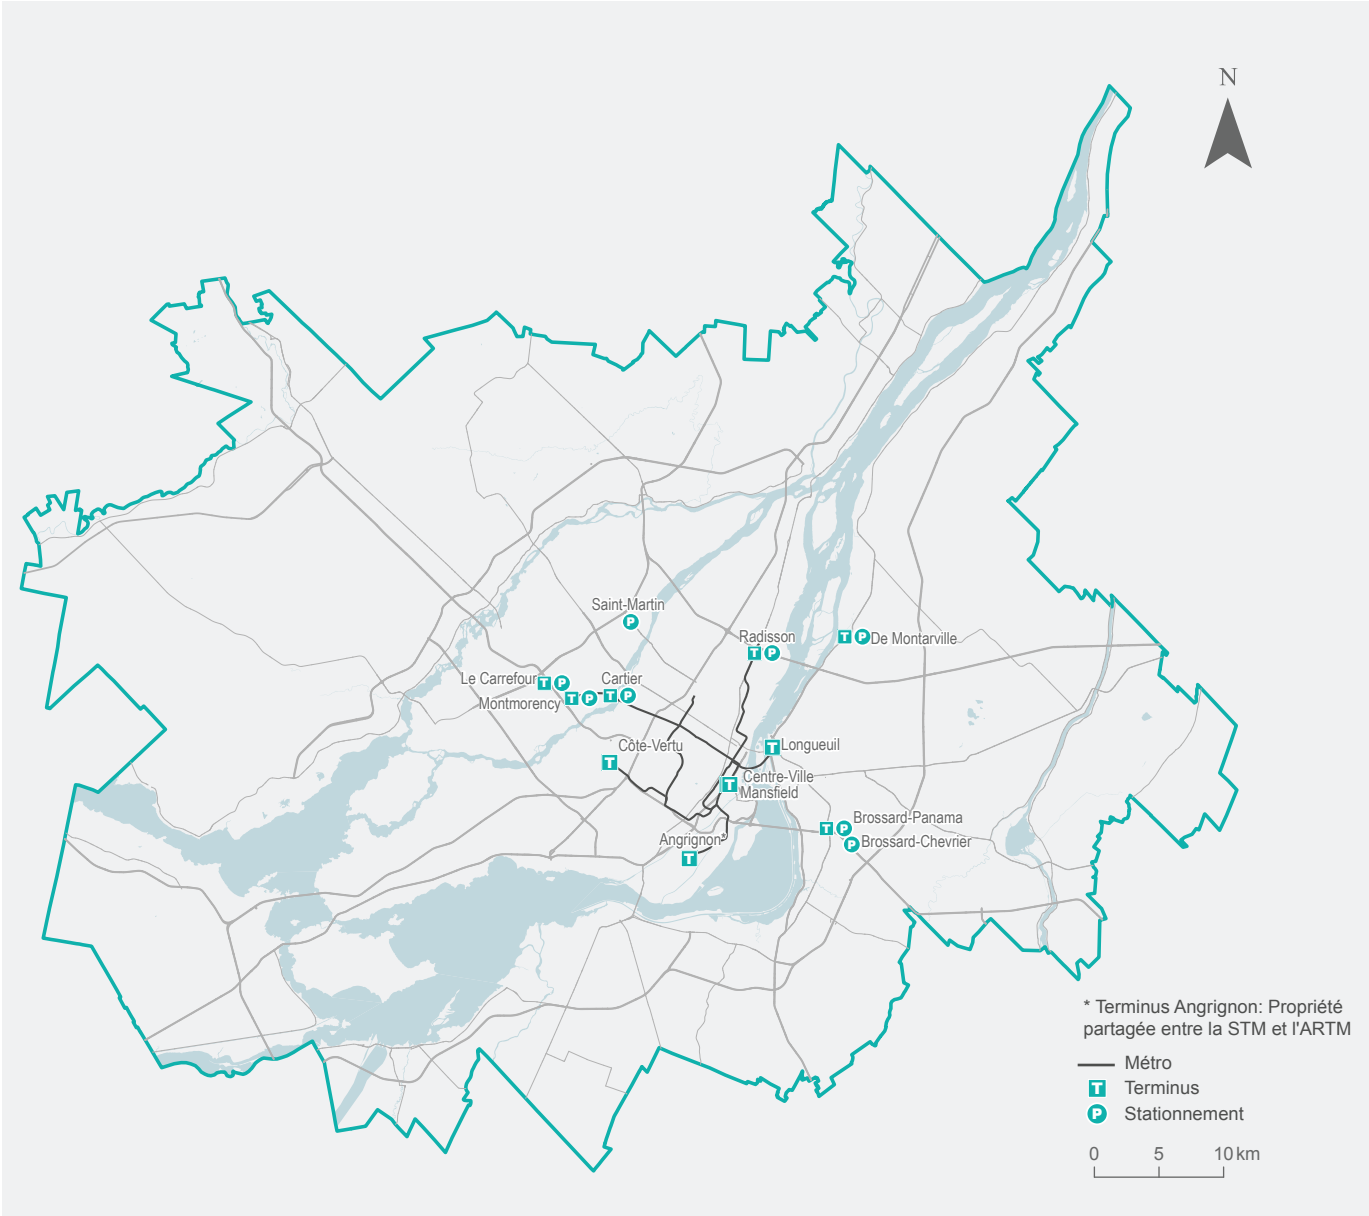 N
Saint-Martin
P
Radisson
T P
T P De Montarville
Le Carrefour T P
Cartier
T P
Montmorency T P
Côte-Vertu
T
T Longueuil
T Centre-Ville
Mansfield
Brossard-Panama
T P
P Brossard-Chevrier
Angrignon*
T
* Terminus Angrignon: Propriété
partagée entre la STM et l'ARTM
Métro
T Terminus
P Stationnement
0 5 10 km